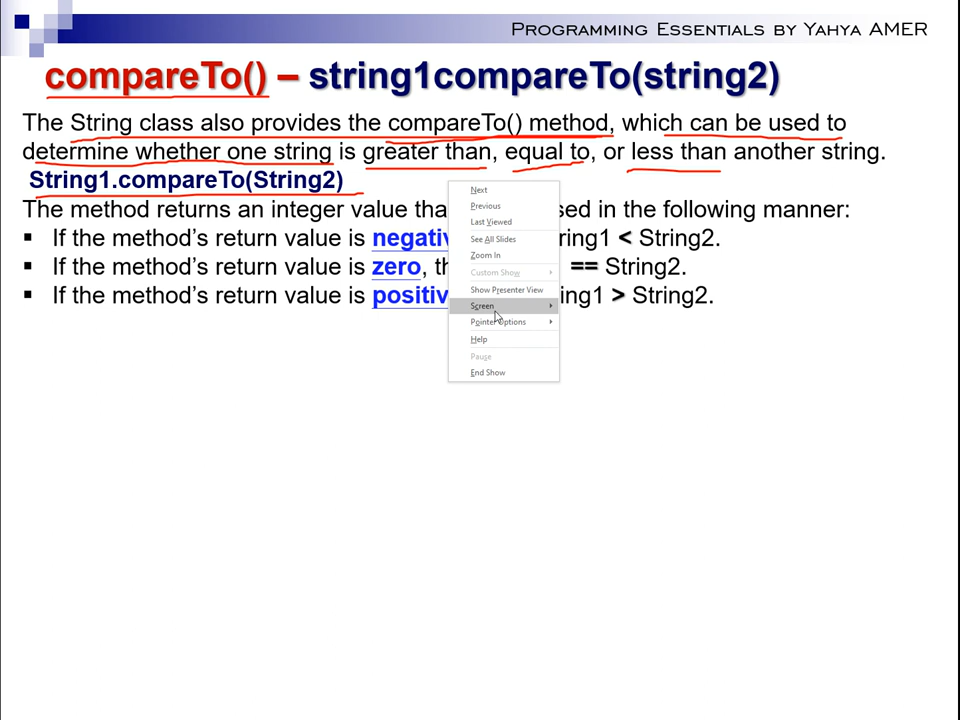 PROGRAMMING ESSENTIALS BY YAHYA AMER
compareTo() – string1compareTo(string2)
The String class also provides the compareTo() method, which can be used to
determine whether one string is greater than, equal to, or less than another string.
String1.compareTo(String2)
The method returns an integer value tha sed in the following manner:
▪ If the method's return value is negativ ring1 < String2.
▪ If the method's return value is zero, th == String2.
▪ If the method's return value is positiv ing1 > String2.
Next
Previous
Last Viewed
See All Slides
Zoom In
Custom Show
Show Presenter View
Screen
Pointer Options
Help
Pause
End Show